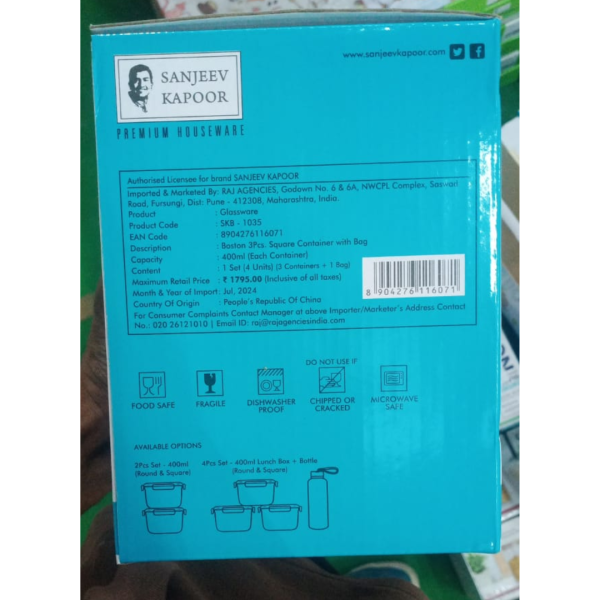 www.sanjeevkapoor.com
SANJEEV
KAPOOR
PREMIUM HOUSEWARE
Authorised Licensee for brand SANJEEV KAPOOR
Imported & Marketed By: RAJ AGENCIES, Godown No. 6 & 6A, NWCPL Complex, Saswad
Road, Fursungi, Dist: Pune - 412308, Maharashtra, India.
Product : Glassware
Product Code : SKB - 1035
EAN Code : 8904276116071
Description : Boston 3Pcs. Square Container with Bag
Capacity : 400ml (Each Container)
Content : 1 Set (4 Units) (3 Containers + 1 Bag)
Maximum Retail Price : ₹ 1795.00 (Inclusive of all taxes)
Month & Year of Import : Jul, 2024
Country Of Origin : People's Republic Of China
For Consumer Complaints Contact Manager at above Importer/Marketer's Address Contact
No.: 020 26121010 | Email ID: raj@rajagenciesindia.com
8 904276 116071
DO NOT USE IF
FOOD SAFE
FRAGILE
DISHWASHER
PROOF
CHIPPED OR
CRACKED
MICROWAVE
SAFE
AVAILABLE OPTIONS
2Pcs Set - 400ml
(Round & Square)
4Pcs Set - 400ml Lunch Box + Bottle
(Round & Square)